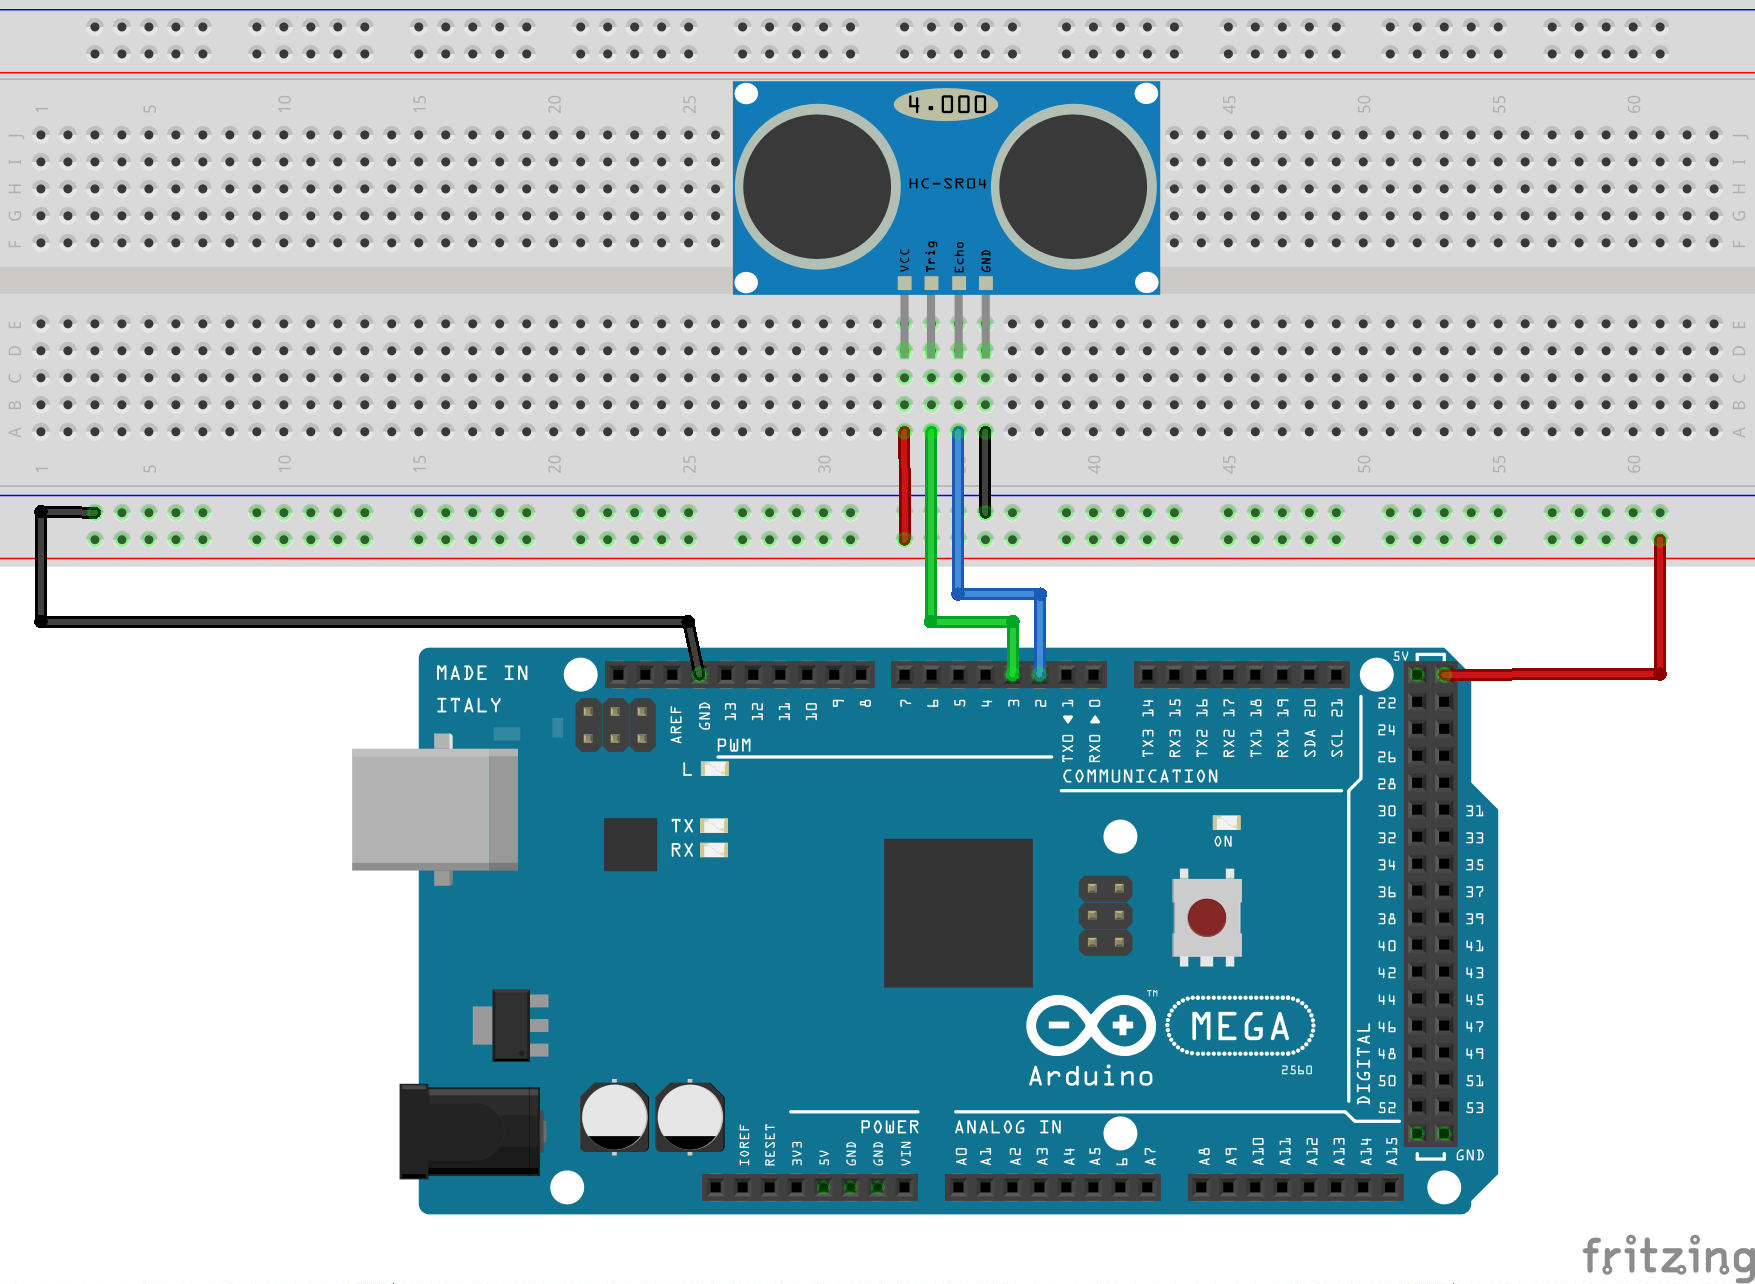 1 5 10 15 20 25 45 50 55 60
4.000
J J
I I
H HC-SR04 H
G G
F F
VCC Trig Echo GND
E E
D D
C C
B B
A A
1 5 10 15 20 25 30 40 45 50 55 60
MADE IN
ITALY
AREF GND 13 12 11 10 9 8
7 6 5 4 3 2 TX0 ◀ 1 RX0 ▶ 0
TX3 14 RX3 15 TX2 16 RX2 17 TX1 18 RX1 19 SDA 20 SCL 21
5V
PWM
COMMUNICATION
L
TX
RX
ON
22
24
26
28
30 31
32 33
34 35
36 37
38 39
40 41
42 43
44 45
46 47
48 49
50 51
52 53
GND
DIGITAL
TM
MEGA
2560
Arduino
POWER
ANALOG IN
IOREF RESET 3V3 5V GND GND VIN
A0 A1 A2 A3 A4 A5 6 A7
A8 A9 A10 A11 A12 A13 A14 A15
fritzing